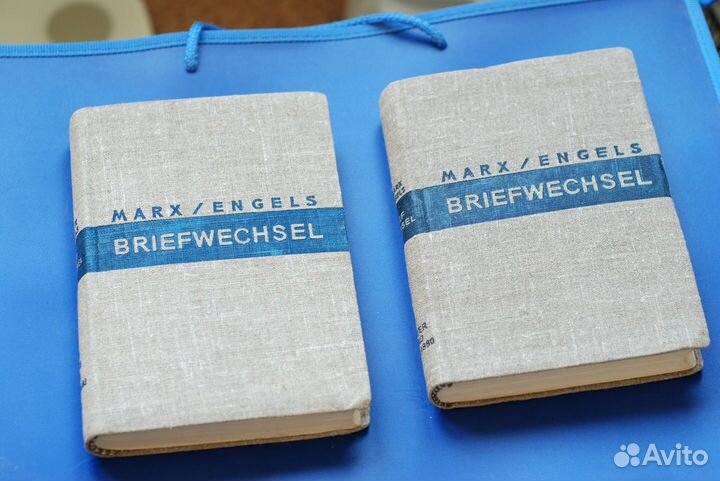 MARX / ENGELS
BRIEFWECHSEL
MARX / ENGELS
BRIEFWECHSEL
Avito